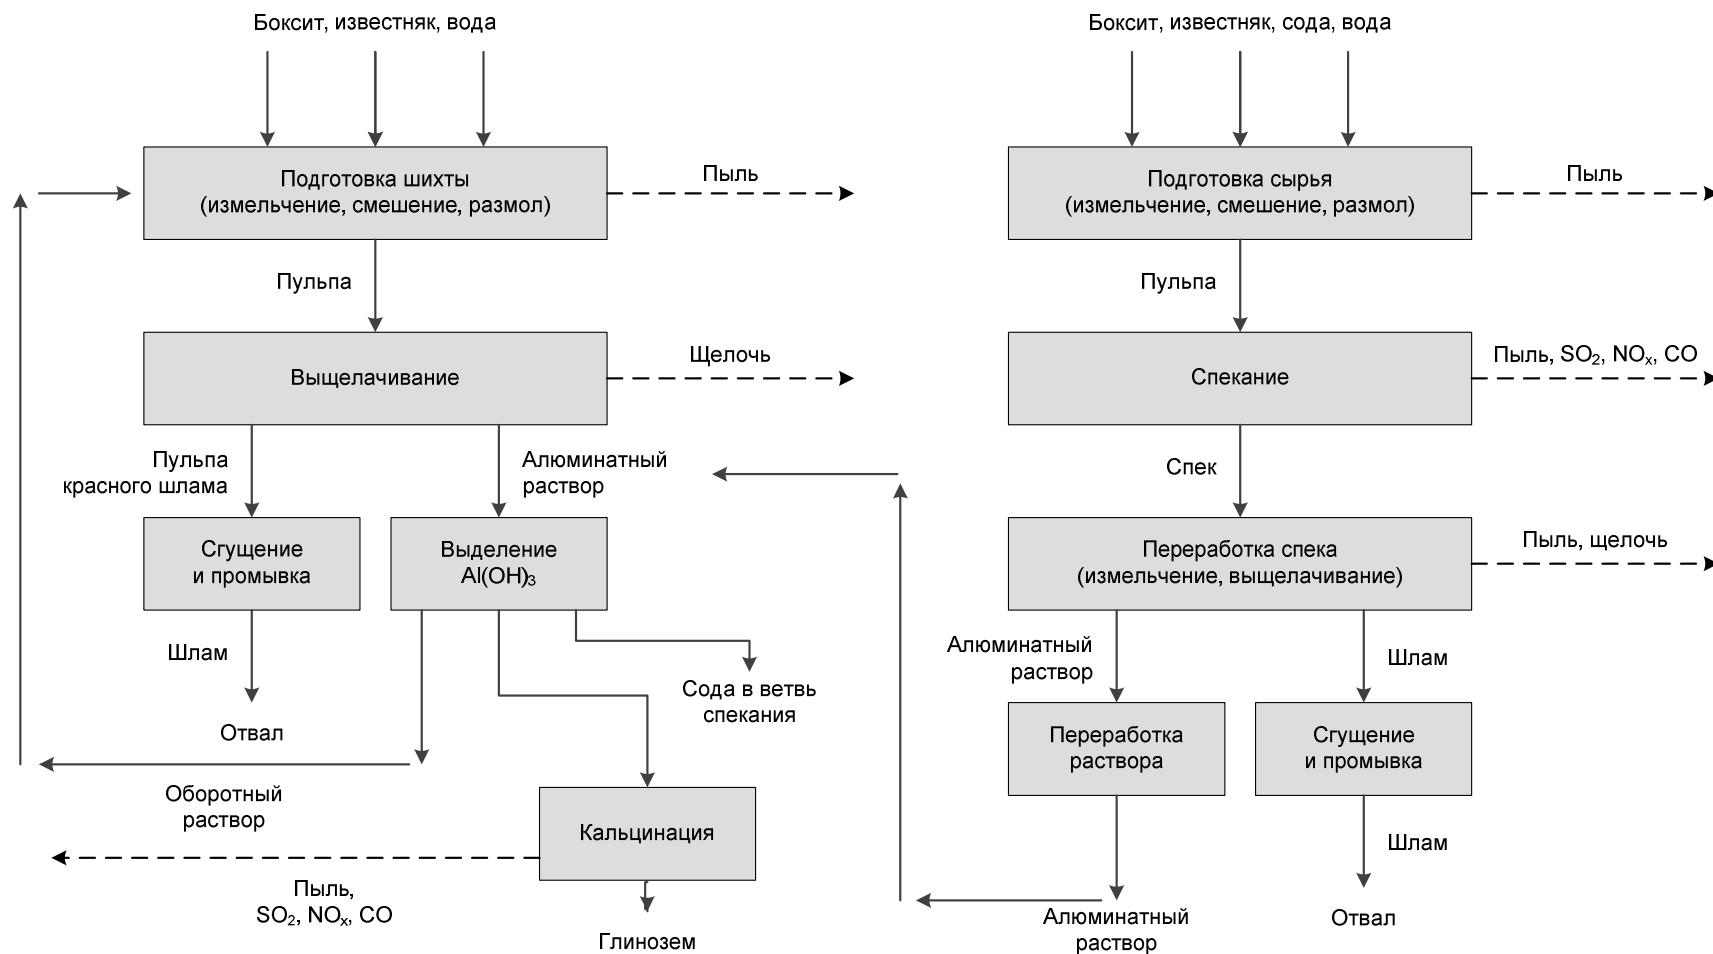 Боксит, известняк, вода
Подготовка шихты
(измельчение, смешение, размол)
Пыль
Пульпа
Выщелачивание
Щелочь
Пульпа
красного шлама
Алюминатный
раствор
Сгущение
и промывка
Выделение
Al(OH)₃
Шлам
Отвал
Сода в ветвь
спекания
Оборотный
раствор
Кальцинация
Пыль,
SO₂, NOₓ, CO
Глинозем
Боксит, известняк, сода, вода
Подготовка сырья
(измельчение, смешение, размол)
Пыль
Пульпа
Спекание
Пыль, SO₂, NOₓ, CO
Спек
Переработка спека
(измельчение, выщелачивание)
Пыль, щелочь
Алюминатный
раствор
Шлам
Переработка
раствора
Сгущение
и промывка
Шлам
Алюминатный
раствор
Отвал